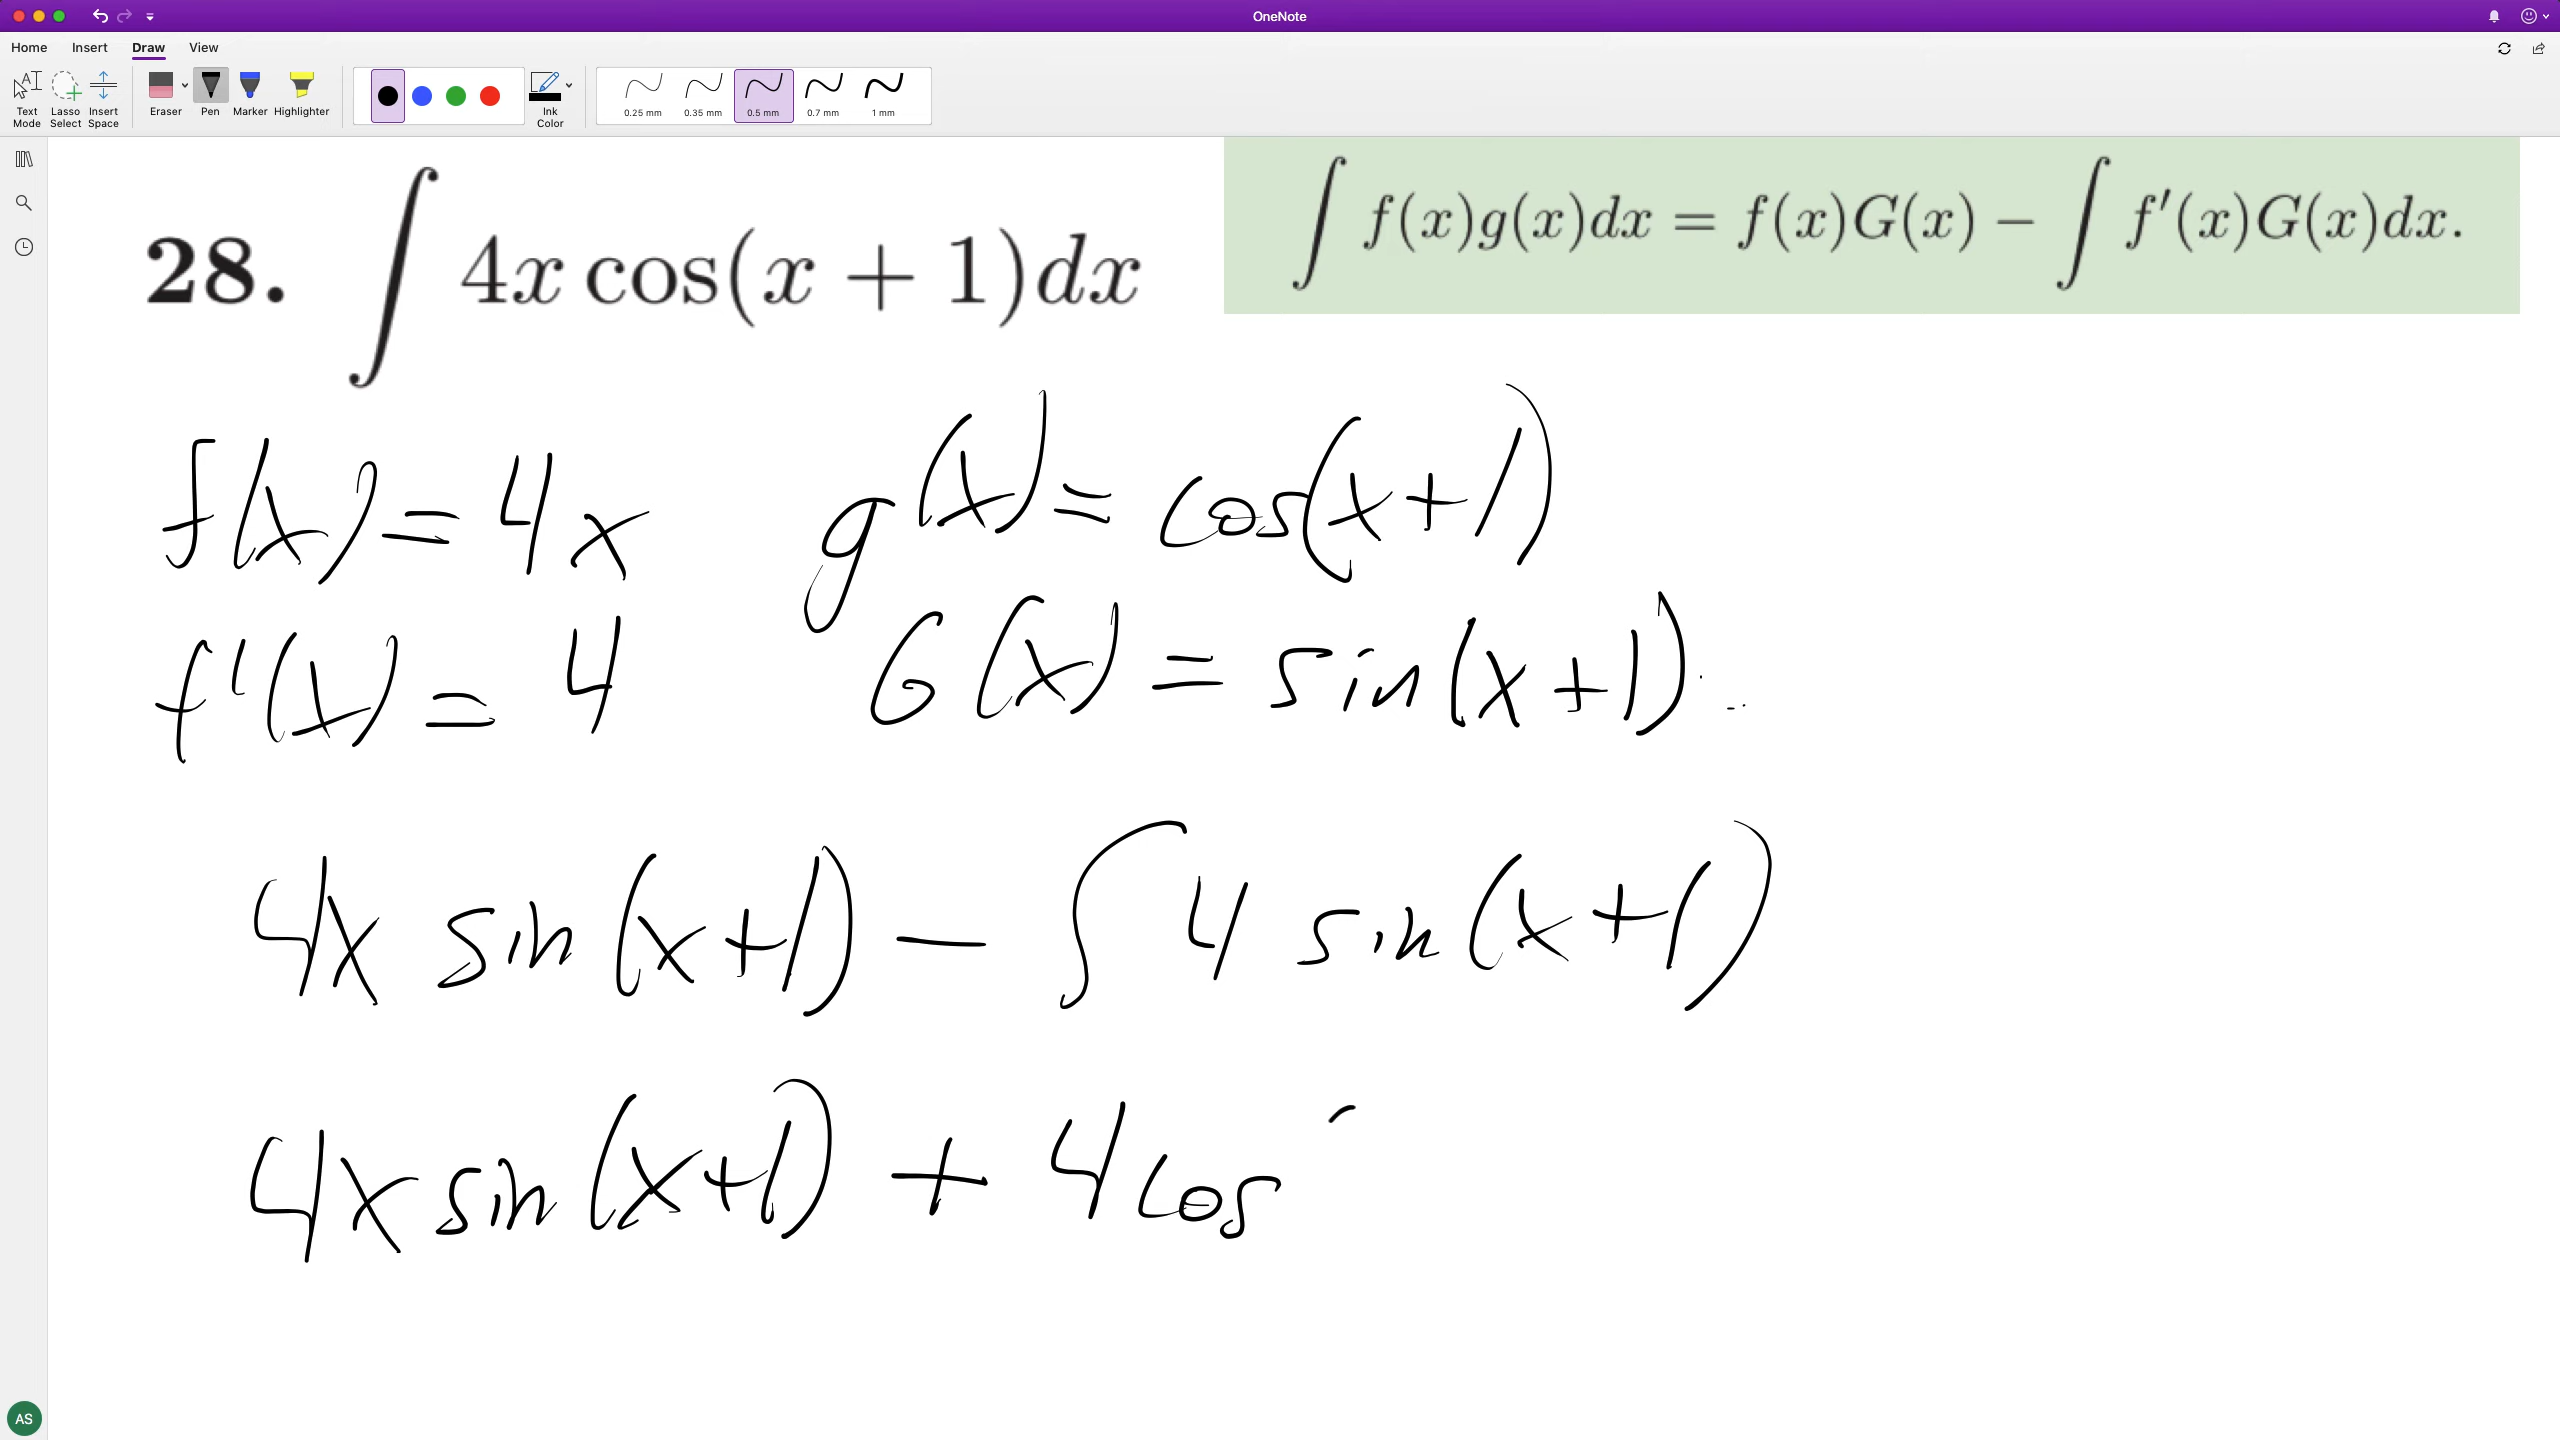 OneNote
Home Insert Draw View
Text Mode Lasso Select Insert Space Eraser Pen Marker Highlighter Ink Color 0.25 mm 0.35 mm 0.5 mm 0.7 mm 1 mm
28. ∫ 4x cos(x + 1)dx
∫ f(x)g(x)dx = f(x)G(x) − ∫ f′(x)G(x)dx.
f(x) = 4x g(x) = cos(x+1)
f'(x) = 4 G(x) = sin(x+1)
4x sin(x+1) − ∫ 4 sin(x+1)
4x sin(x+1) + 4 cos
AS